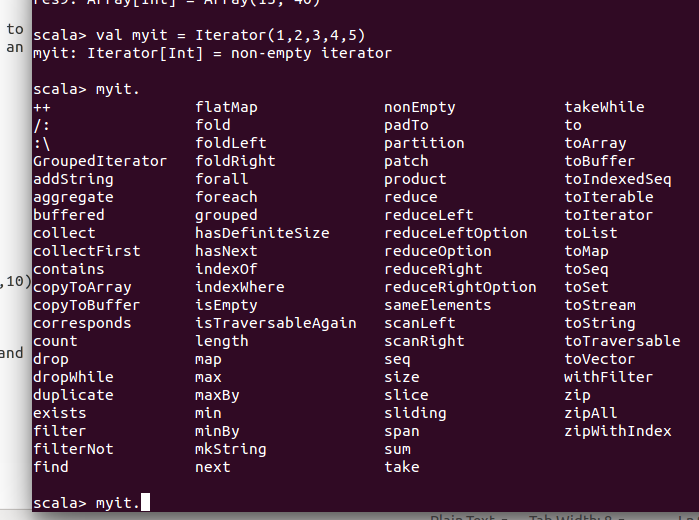 res9: Array[Int] = Array(15, 40)
to
scala> val myit = Iterator(1,2,3,4,5)
an
myit: Iterator[Int] = non-empty iterator
scala> myit.
++ flatMap nonEmpty takeWhile
/: fold padTo to
:\ foldLeft partition toArray
GroupedIterator foldRight patch toBuffer
addString forall product toIndexedSeq
aggregate foreach reduce toIterable
buffered grouped reduceLeft toIterator
collect hasDefiniteSize reduceLeftOption toList
collectFirst hasNext reduceOption toMap
contains indexOf reduceRight toSeq
,10)
copyToArray indexWhere reduceRightOption toSet
copyToBuffer isEmpty sameElements toStream
corresponds isTraversableAgain scanLeft toString
count length scanRight toTraversable
and
drop map seq toVector
dropWhile max size withFilter
duplicate maxBy slice zip
exists min sliding zipAll
filter minBy span zipWithIndex
filterNot mkString sum
find next take
scala> myit.
Plain Text Tab Width: 8